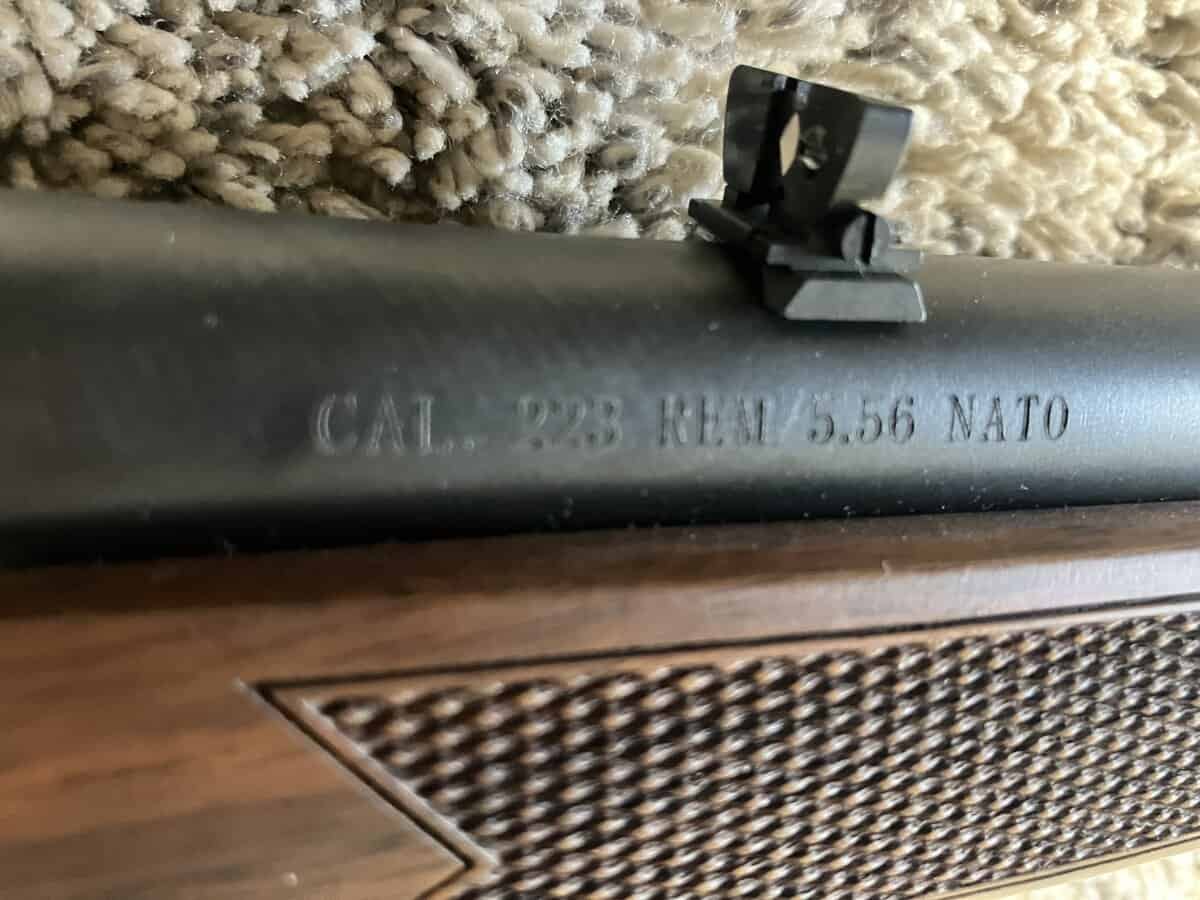 CAL. .223 REM/5.56 NATO